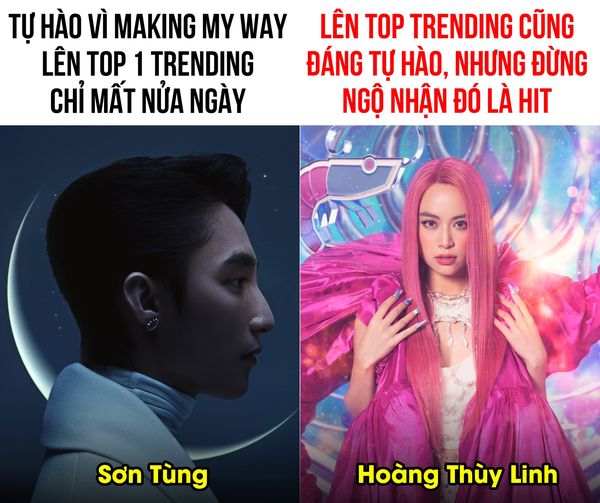 TỰ HÀO VÌ MAKING MY WAY
LÊN TOP 1 TRENDING
CHỈ MẤT NỬA NGÀY
LÊN TOP TRENDING CŨNG
ĐÁNG TỰ HÀO, NHƯNG ĐỪNG
NGỘ NHẬN ĐÓ LÀ HIT
Sơn Tùng
Hoàng Thùy Linh